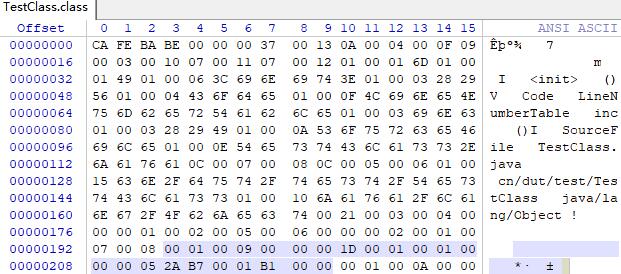 TestClass.class
Offset 0 1 2 3 4 5 6 7 8 9 10 11 12 13 14 15 ANSI ASCII
00000000 CA FE BA BE 00 00 00 37 00 13 0A 00 04 00 0F 09 Êþº¾ 7
00000016 00 03 00 10 07 00 11 07 00 12 01 00 01 6D 01 00 m
00000032 01 49 01 00 06 3C 69 6E 69 74 3E 01 00 03 28 29 I <init> ()
00000048 56 01 00 04 43 6F 64 65 01 00 0F 4C 69 6E 65 4E V Code LineN
00000064 75 6D 62 65 72 54 61 62 6C 65 01 00 03 69 6E 63 umberTable inc
00000080 01 00 03 28 29 49 01 00 0A 53 6F 75 72 63 65 46 ()I SourceF
00000096 69 6C 65 01 00 0E 54 65 73 74 43 6C 61 73 73 2E ile TestClass.
00000112 6A 61 76 61 0C 00 07 00 08 0C 00 05 00 06 01 00 java
00000128 15 63 6E 2F 64 75 74 2F 74 65 73 74 2F 54 65 73 cn/dut/test/Tes
00000144 74 43 6C 61 73 73 01 00 10 6A 61 76 61 2F 6C 61 tClass java/la
00000160 6E 67 2F 4F 62 6A 65 63 74 00 21 00 03 00 04 00 ng/Object !
00000176 00 00 01 00 02 00 05 00 06 00 00 00 02 00 01 00
00000192 07 00 08 00 01 00 09 00 00 00 1D 00 01 00 01 00
00000208 00 00 05 2A B7 00 01 B1 00 00 00 01 00 0A 00 00 *· ±